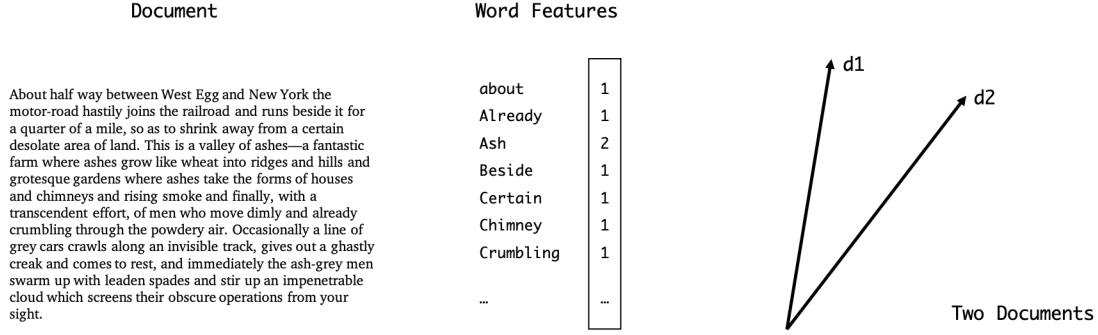 Document
About half way between West Egg and New York the
motor-road hastily joins the railroad and runs beside it for
a quarter of a mile, so as to shrink away from a certain
desolate area of land. This is a valley of ashes—a fantastic
farm where ashes grow like wheat into ridges and hills and
grotesque gardens where ashes take the forms of houses
and chimneys and rising smoke and finally, with a
transcendent effort, of men who move dimly and already
crumbling through the powdery air. Occasionally a line of
grey cars crawls along an invisible track, gives out a ghastly
creak and comes to rest, and immediately the ash-grey men
swarm up with leaden spades and stir up an impenetrable
cloud which screens their obscure operations from your
sight.
Word Features
about 1
Already 1
Ash 2
Beside 1
Certain 1
Chimney 1
Crumbling 1
… …
d1
d2
Two Documents